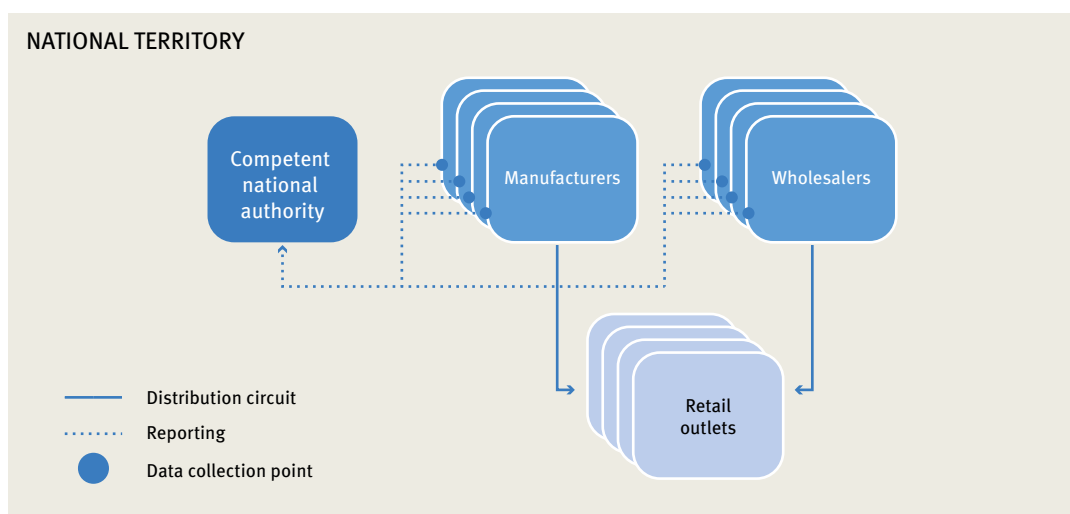 NATIONAL TERRITORY
Competent
national
authority
Manufacturers
Wholesalers
Retail
outlets
Distribution circuit
Reporting
Data collection point